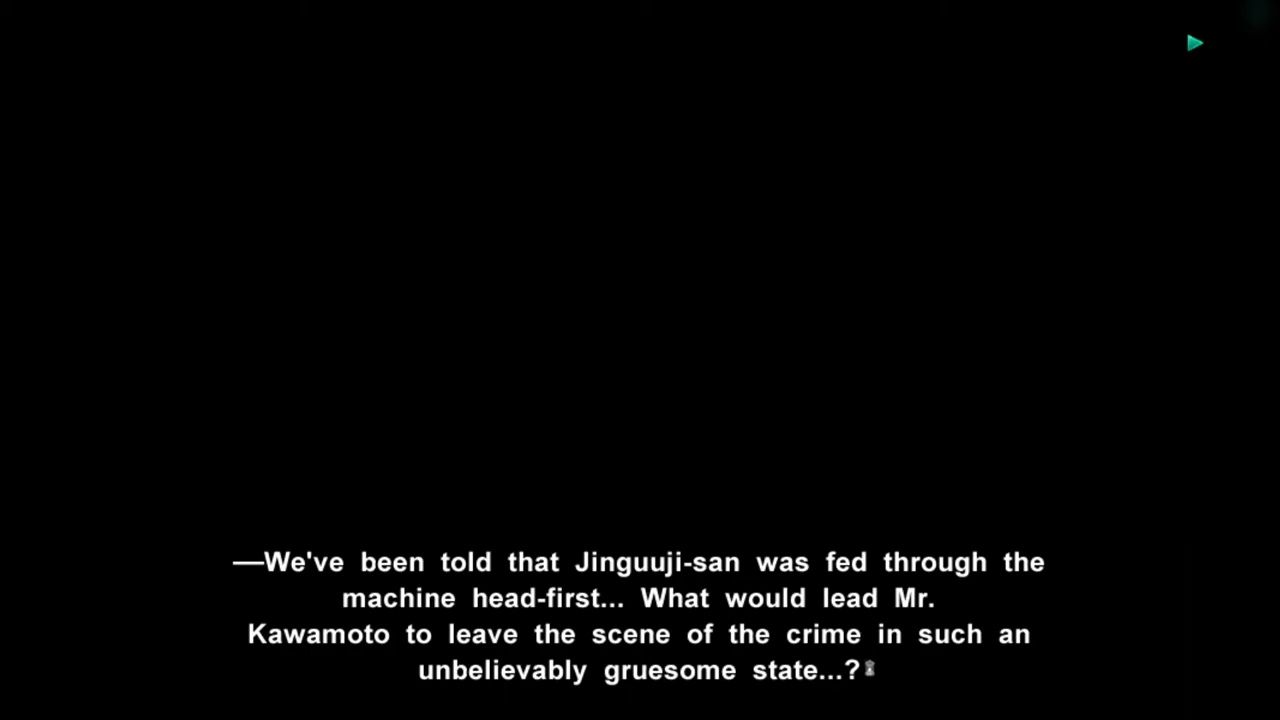 —We've been told that Jinguuji-san was fed through the
machine head-first... What would lead Mr.
Kawamoto to leave the scene of the crime in such an
unbelievably gruesome state...?